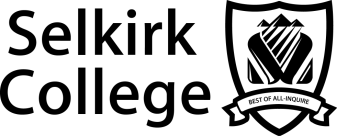 Selkirk
College
BEST OF ALL-INQUIRE